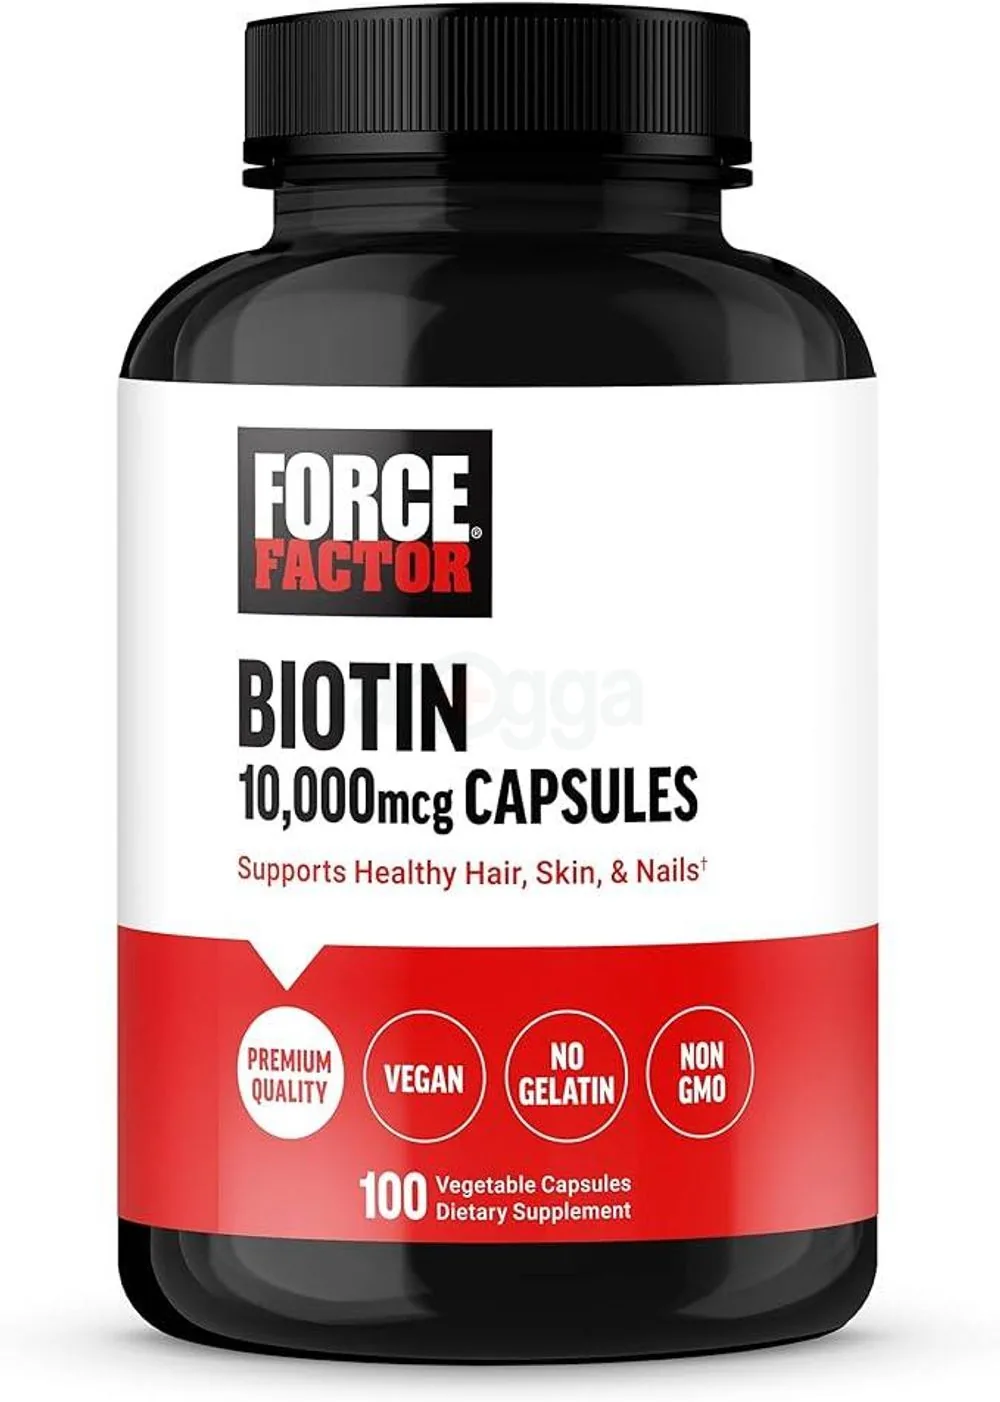 FORCE®
FACTOR
BIOTIN
10,000mcg CAPSULES
Supports Healthy Hair, Skin, & Nails†
PREMIUM
QUALITY
VEGAN
NO
GELATIN
NON
GMO
100 Vegetable Capsules
Dietary Supplement